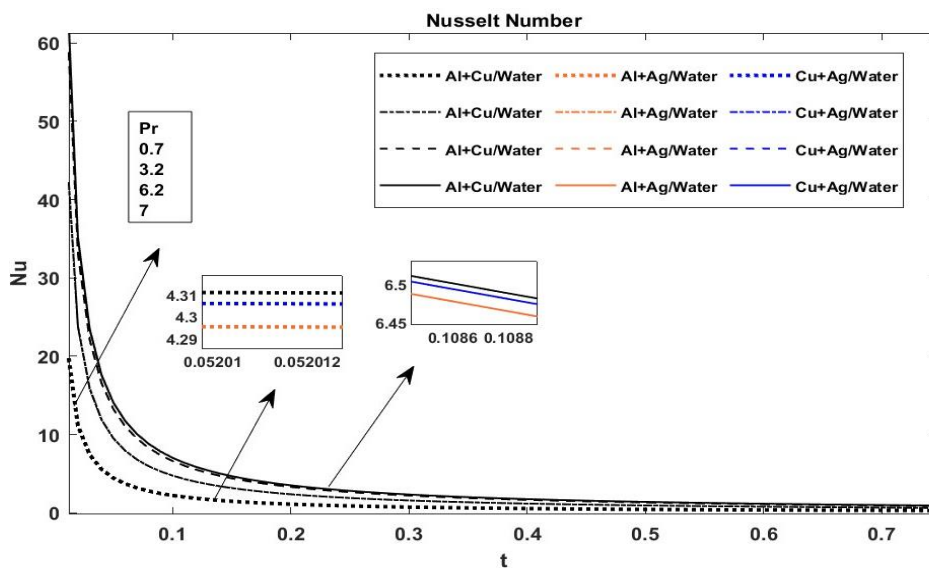 Nusselt Number
60
50
40
30
20
10
0
Nu
Al+Cu/Water Al+Ag/Water Cu+Ag/Water
Al+Cu/Water Al+Ag/Water Cu+Ag/Water
Al+Cu/Water Al+Ag/Water Cu+Ag/Water
Al+Cu/Water Al+Ag/Water Cu+Ag/Water
Pr
0.7
3.2
6.2
7
4.31
4.3
4.29
0.05201 0.052012
6.5
6.45
0.1086 0.1088
0.1 0.2 0.3 0.4 0.5 0.6 0.7
t